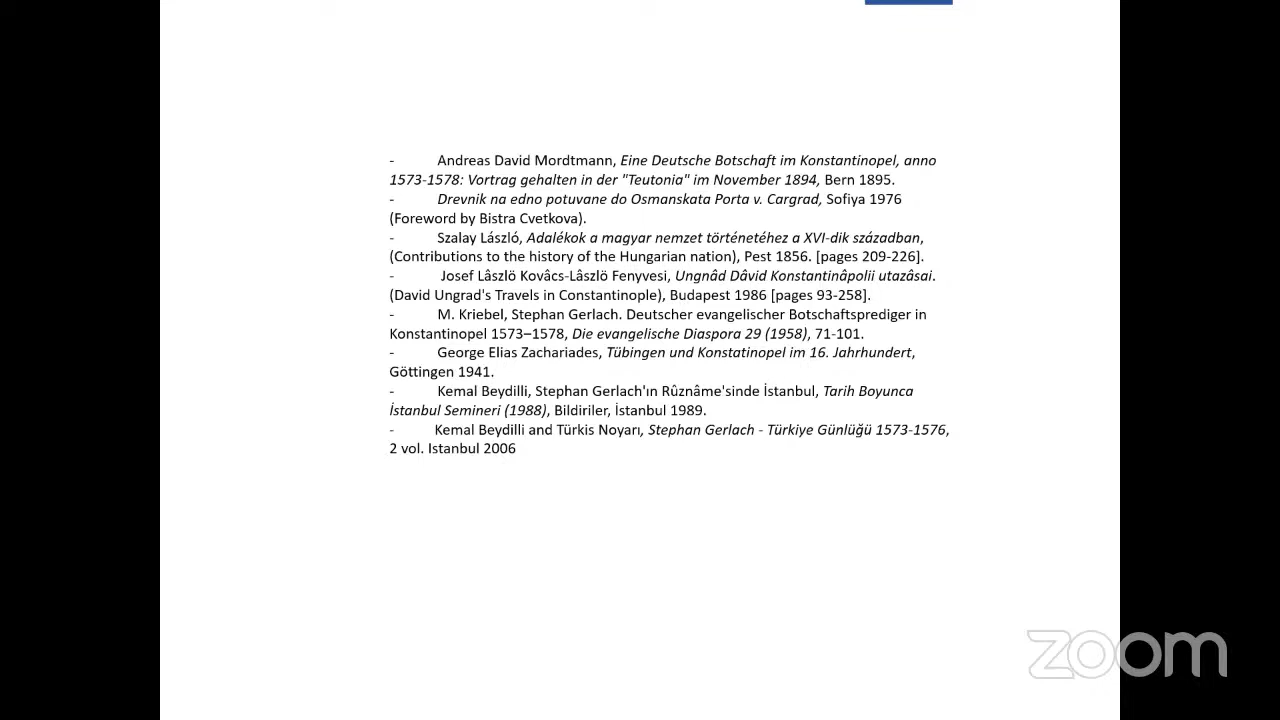 - Andreas David Mordtmann, Eine Deutsche Botschaft im Konstantinopel, anno
1573-1578: Vortrag gehalten in der "Teutonia" im November 1894, Bern 1895.
- Drevnik na edno potuvane do Osmanskata Porta v. Cargrad, Sofiya 1976
(Foreword by Bistra Cvetkova).
- Szalay László, Adalékok a magyar nemzet történetéhez a XVI-dik században,
(Contributions to the history of the Hungarian nation), Pest 1856. [pages 209-226].
- Josef Lâszlö Kovâcs-Lâszlö Fenyvesi, Ungnâd Dâvid Konstantinâpolii utazâsai.
(David Ungrad's Travels in Constantinople), Budapest 1986 [pages 93-258].
- M. Kriebel, Stephan Gerlach. Deutscher evangelischer Botschaftsprediger in
Konstantinopel 1573–1578, Die evangelische Diaspora 29 (1958), 71-101.
- George Elias Zachariades, Tübingen und Konstatinopel im 16. Jahrhundert,
Göttingen 1941.
- Kemal Beydilli, Stephan Gerlach'ın Rûznâme'sinde İstanbul, Tarih Boyunca
İstanbul Semineri (1988), Bildiriler, İstanbul 1989.
- Kemal Beydilli and Türkis Noyarı, Stephan Gerlach - Türkiye Günlüğü 1573-1576,
2 vol. Istanbul 2006
zoom